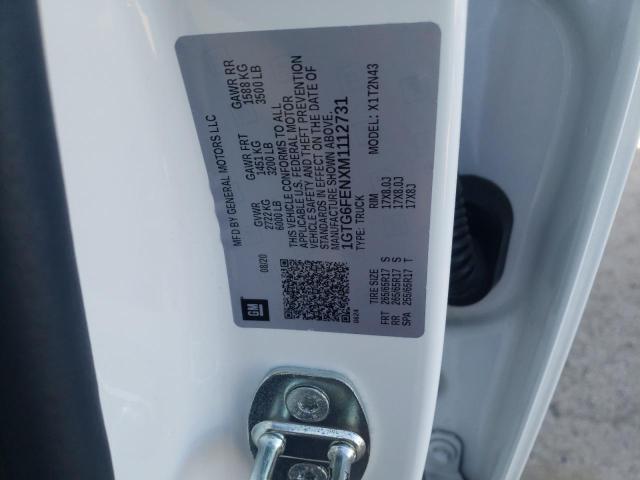 MFD BY GENERAL MOTORS LLC
08/20
GVWR GAWR FRT GAWR RR
2722 KG 1451 KG 1588 KG
6000 LB 3200 LB 3500 LB
THIS VEHICLE CONFORMS TO ALL
APPLICABLE U.S. FEDERAL MOTOR
VEHICLE SAFETY AND THEFT PREVENTION
STANDARDS IN EFFECT ON THE DATE OF
MANUFACTURE SHOWN ABOVE.
1GTG6FENXM1112731
TYPE: TRUCK MODEL: X1T2N43
GM
0424
TIRE SIZE RIM
FRT 265/65R17 S 17X8.0J
RR 265/65R17 S 17X8.0J
SPA 255/65R17 T 17X8J